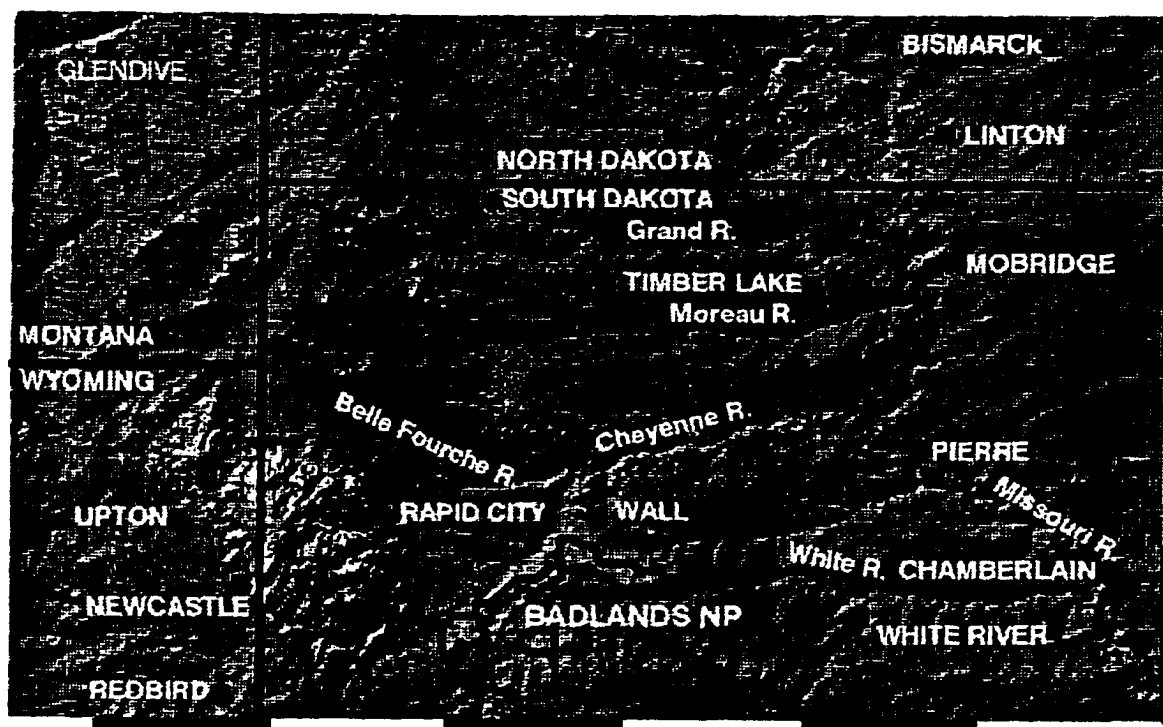 BISMARCK
GLENDIVE
LINTON
NORTH DAKOTA
SOUTH DAKOTA
Grand R.
MOBRIDGE
TIMBER LAKE
Moreau R.
MONTANA
WYOMING
Belle Fourche R.
Cheyenne R.
PIERRE
Missouri R.
UPTON
RAPID CITY
WALL
White R.
CHAMBERLAIN
NEWCASTLE
BADLANDS NP
WHITE RIVER
REDBIRD